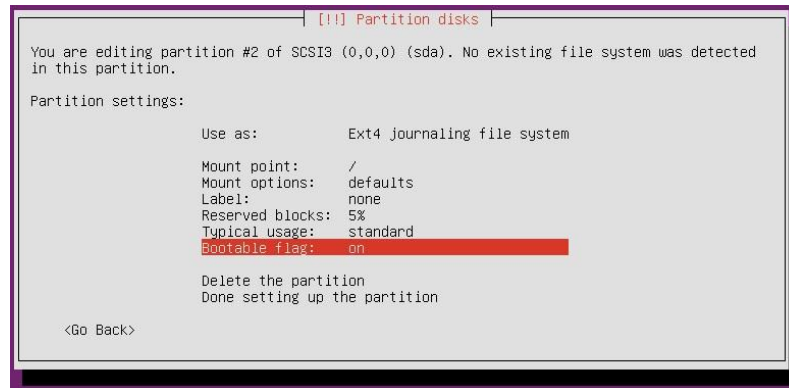 [!!] Partition disks
You are editing partition #2 of SCSI3 (0,0,0) (sda). No existing file system was detected
in this partition.
Partition settings:
Use as: Ext4 journaling file system
Mount point: /
Mount options: defaults
Label: none
Reserved blocks: 5%
Typical usage: standard
Bootable flag: on
Delete the partition
Done setting up the partition
<Go Back>